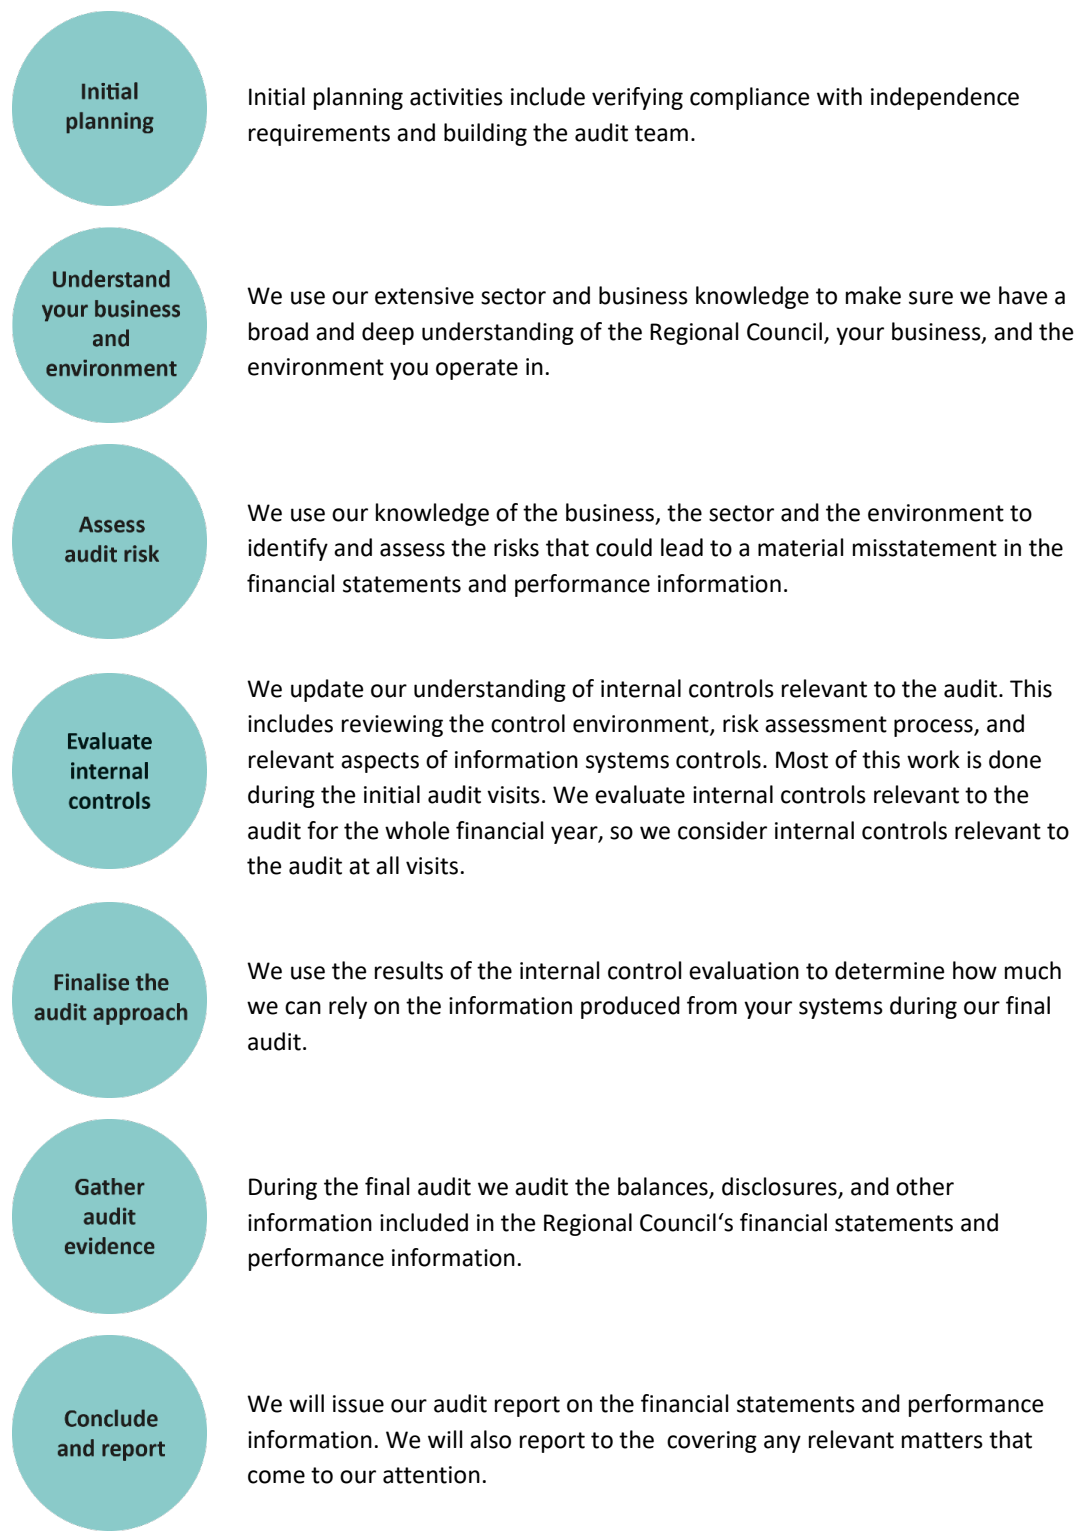 Initial
planning
Initial planning activities include verifying compliance with independence
requirements and building the audit team.
Understand
your business
and
environment
We use our extensive sector and business knowledge to make sure we have a
broad and deep understanding of the Regional Council, your business, and the
environment you operate in.
Assess
audit risk
We use our knowledge of the business, the sector and the environment to
identify and assess the risks that could lead to a material misstatement in the
financial statements and performance information.
Evaluate
internal
controls
We update our understanding of internal controls relevant to the audit. This
includes reviewing the control environment, risk assessment process, and
relevant aspects of information systems controls. Most of this work is done
during the initial audit visits. We evaluate internal controls relevant to the
audit for the whole financial year, so we consider internal controls relevant to
the audit at all visits.
Finalise the
audit approach
We use the results of the internal control evaluation to determine how much
we can rely on the information produced from your systems during our final
audit.
Gather
audit
evidence
During the final audit we audit the balances, disclosures, and other
information included in the Regional Council‘s financial statements and
performance information.
Conclude
and report
We will issue our audit report on the financial statements and performance
information. We will also report to the  covering any relevant matters that
come to our attention.